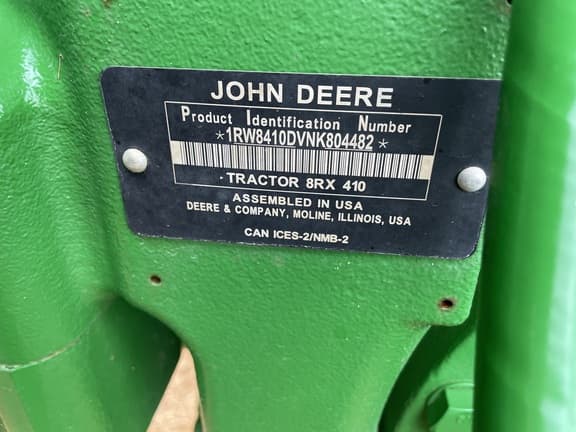 JOHN DEERE
Product Identification Number
*1RW8410DVNK804482*
TRACTOR 8RX 410
ASSEMBLED IN USA
DEERE & COMPANY, MOLINE, ILLINOIS, USA
CAN ICES-2/NMB-2